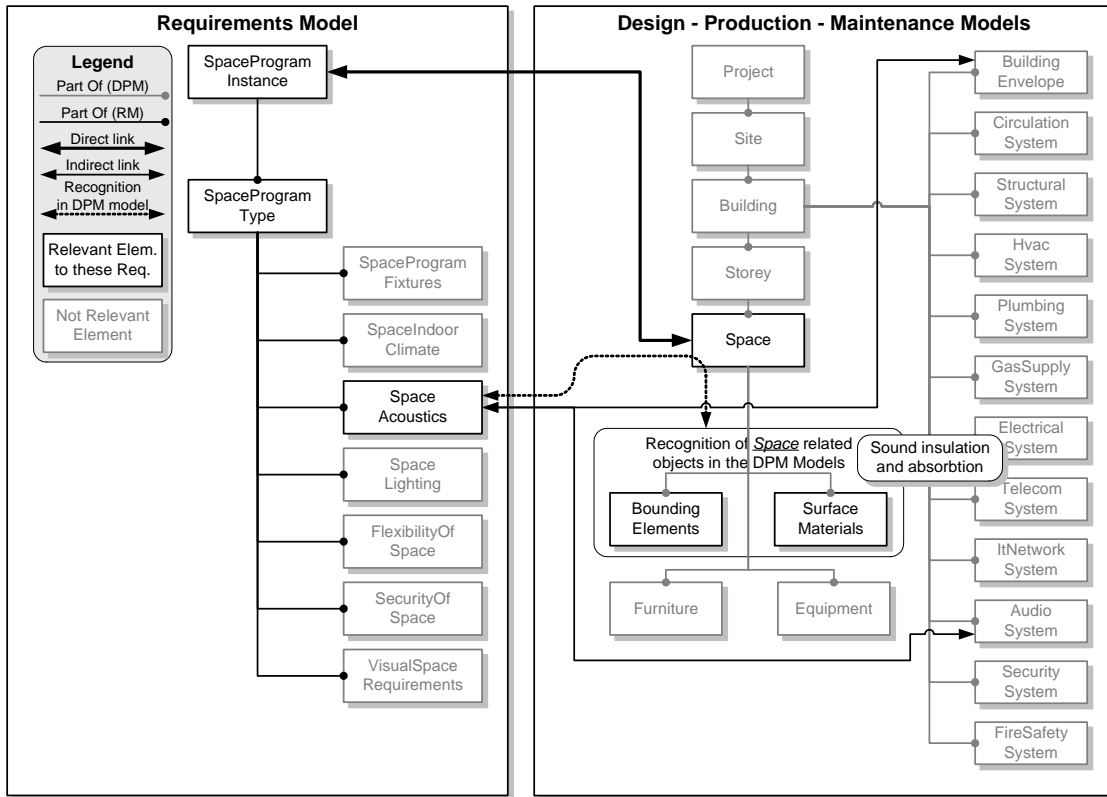 Requirements Model
Legend
Part Of (DPM)
Part Of (RM)
Direct link
Indirect link
Recognition
in DPM model
Relevant Elem.
to these Req.
Not Relevant
Element
SpaceProgram
Instance
SpaceProgram
Type
SpaceProgram
Fixtures
SpaceIndoor
Climate
Space
Acoustics
Space
Lighting
FlexibilityOf
Space
SecurityOf
Space
VisualSpace
Requirements
Design - Production - Maintenance Models
Project
Site
Building
Storey
Space
Recognition of Space related
objects in the DPM Models
Bounding
Elements
Surface
Materials
Furniture
Equipment
Sound insulation
and absorbtion
Building
Envelope
Circulation
System
Structural
System
Hvac
System
Plumbing
System
GasSupply
System
Electrical
System
Telecom
System
ItNetwork
System
Audio
System
Security
System
FireSafety
System